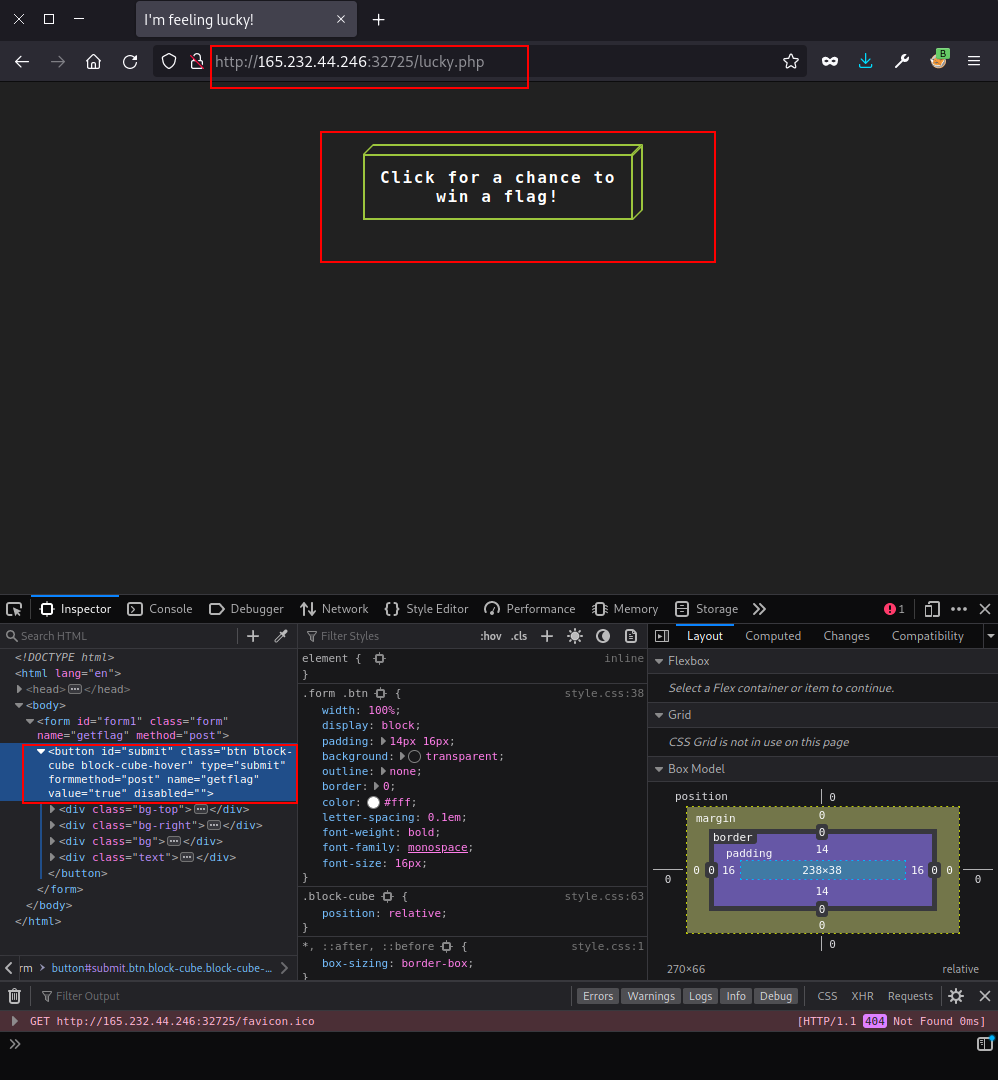 I'm feeling lucky!
http://165.232.44.246:32725/lucky.php
B
Click for a chance to
win a flag!
Inspector Console Debugger Network Style Editor Performance Memory Storage 1
Search HTML
<!DOCTYPE html>
<html lang="en">
<head> </head>
<body>
<form id="form1" class="form"
name="getflag" method="post">
<button id="submit" class="btn block-
cube block-cube-hover" type="submit"
formmethod="post" name="getflag"
value="true" disabled="">
<div class="bg-top"> </div>
<div class="bg-right"> </div>
<div class="bg"> </div>
<div class="text"> </div>
</button>
</form>
</body>
</html>
rm button#submit.btn.block-cube.block-cube-…
Filter Styles :hov .cls
element { inline
}
.form .btn { style.css:38
width: 100%;
display: block;
padding: 14px 16px;
background: transparent;
outline: none;
border: 0;
color: #fff;
letter-spacing: 0.1em;
font-weight: bold;
font-family: monospace;
font-size: 16px;
}
.block-cube { style.css:63
position: relative;
}
*, ::after, ::before { style.css:1
box-sizing: border-box;
}
Layout Computed Changes Compatibility
Flexbox
Select a Flex container or item to continue.
Grid
CSS Grid is not in use on this page
Box Model
position 0
margin 0
border 0
padding 14
0 0 0 16 238×38 16 0 0 0
14
0
0
0
270×66 relative
Filter Output Errors Warnings Logs Info Debug CSS XHR Requests
GET http://165.232.44.246:32725/favicon.ico [HTTP/1.1 404 Not Found 0ms]